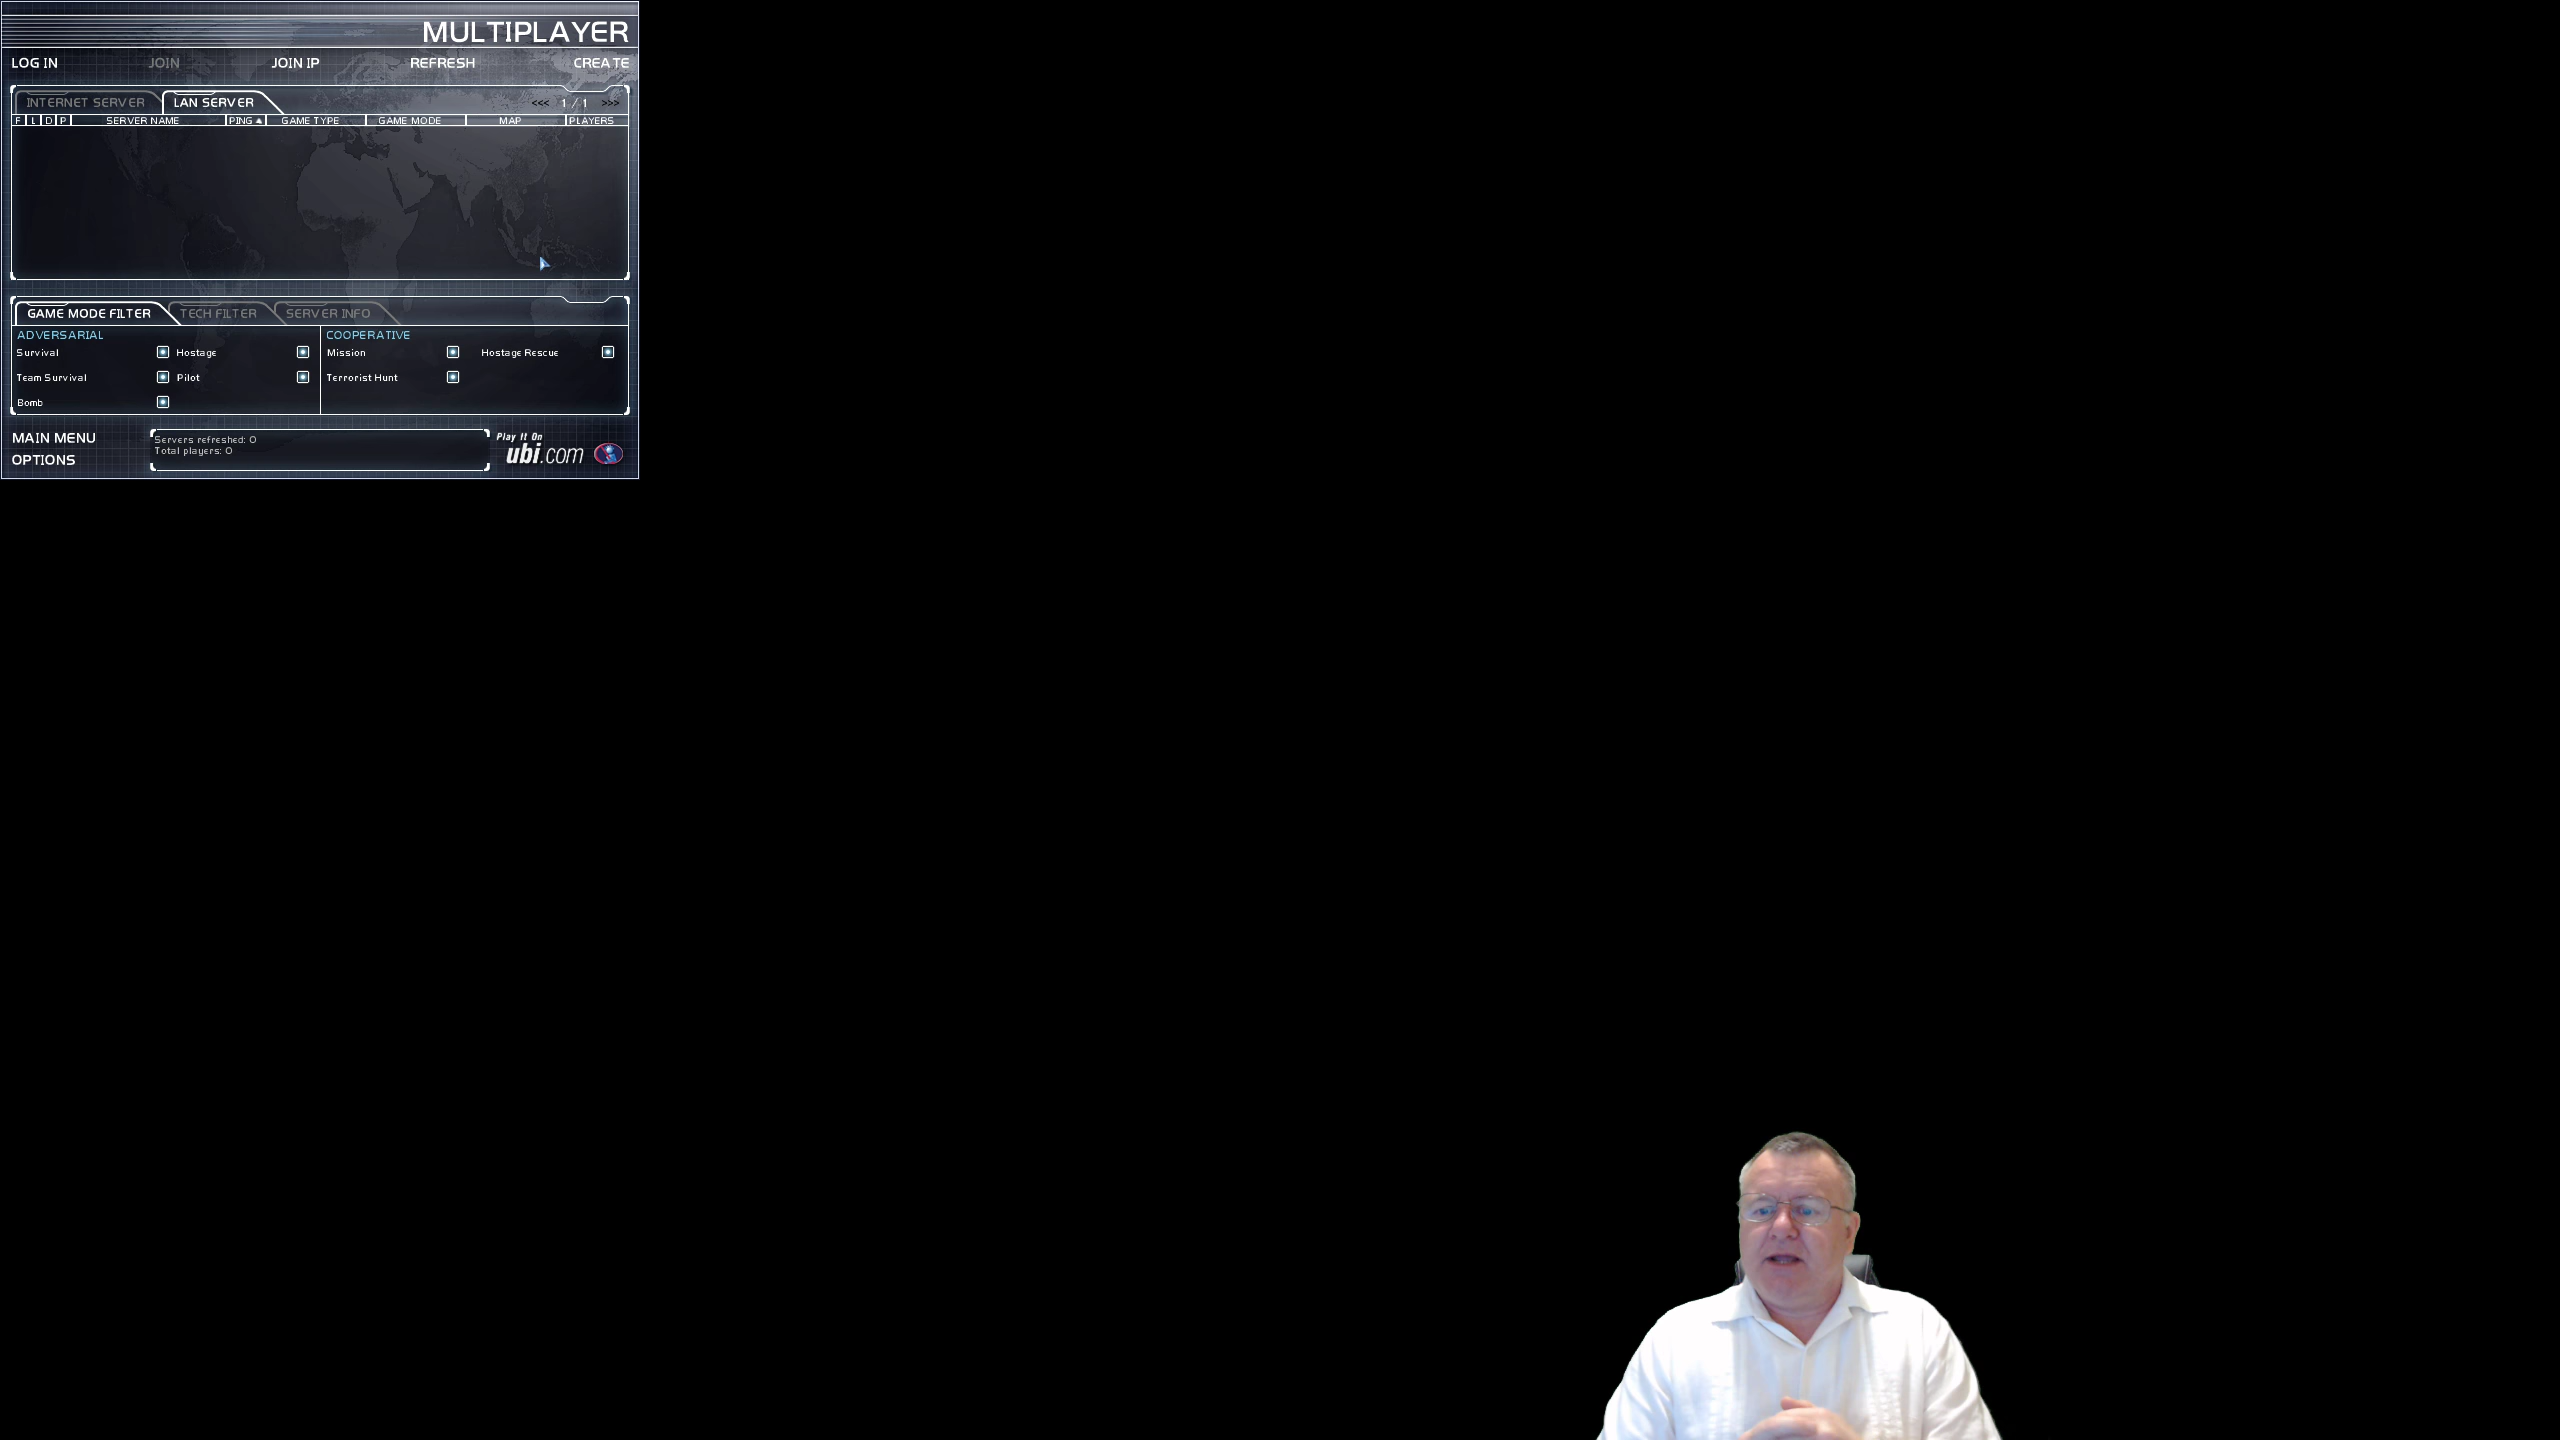 MULTIPLAYER
LOG IN JOIN JOIN IP REFRESH CREATE
INTERNET SERVER LAN SERVER <<< 1 / 1 >>>
F L D P SERVER NAME PING GAME TYPE GAME MODE MAP PLAYERS
GAME MODE FILTER TECH FILTER SERVER INFO
ADVERSARIAL COOPERATIVE
Survival Hostage Mission Hostage Rescue
Team Survival Pilot Terrorist Hunt
Bomb
MAIN MENU
OPTIONS
Servers refreshed: 0
Total players: 0
Play It On
ubi.com